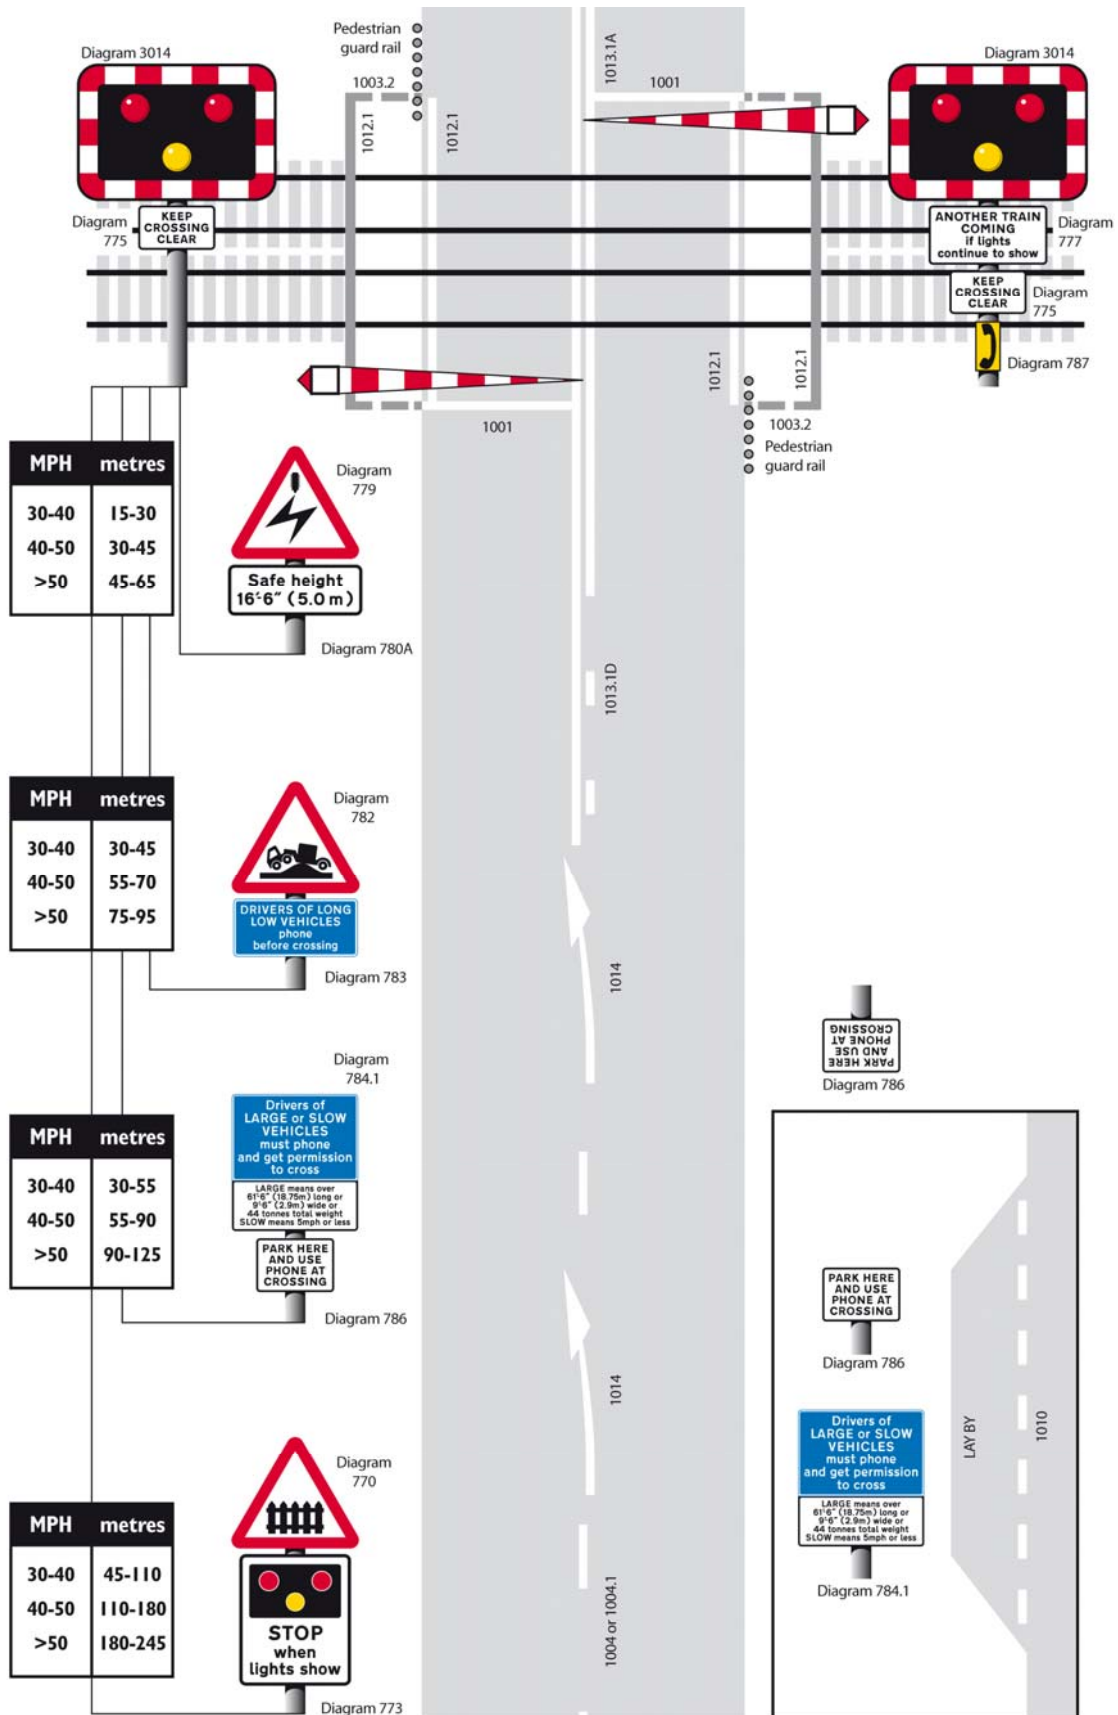 Pedestrian
guard rail
Diagram 3014
1003.2
1012.1
1012.1
1013.1A
1001
Diagram 3014
Diagram
775
KEEP
CROSSING
CLEAR
ANOTHER TRAIN
COMING
if lights
continue to show
Diagram
777
KEEP
CROSSING
CLEAR
Diagram
775
Diagram 787
1012.1
1012.1
1001
1003.2
Pedestrian
guard rail
MPH metres
30-40 15-30
40-50 30-45
>50 45-65
Diagram
779
Safe height
16'-6" (5.0 m)
Diagram 780A
1013.1D
MPH metres
30-40 30-45
40-50 55-70
>50 75-95
Diagram
782
DRIVERS OF LONG
LOW VEHICLES
phone
before crossing
Diagram 783
1014
PARK HERE
AND USE
PHONE AT
CROSSING
Diagram 786
Diagram
784.1
MPH metres
30-40 30-55
40-50 55-90
>50 90-125
Drivers of
LARGE or SLOW
VEHICLES
must phone
and get permission
to cross
LARGE means over
61'-6" (18.75m) long or
9'-6" (2.9m) wide or
44 tonnes total weight
SLOW means 5mph or less
PARK HERE
AND USE
PHONE AT
CROSSING
Diagram 786
1014
PARK HERE
AND USE
PHONE AT
CROSSING
Diagram 786
Drivers of
LARGE or SLOW
VEHICLES
must phone
and get permission
to cross
LARGE means over
61'-6" (18.75m) long or
9'-6" (2.9m) wide or
44 tonnes total weight
SLOW means 5mph or less
Diagram 784.1
LAY BY
1010
MPH metres
30-40 45-110
40-50 110-180
>50 180-245
Diagram
770
STOP
when
lights show
Diagram 773
1004 or 1004.1